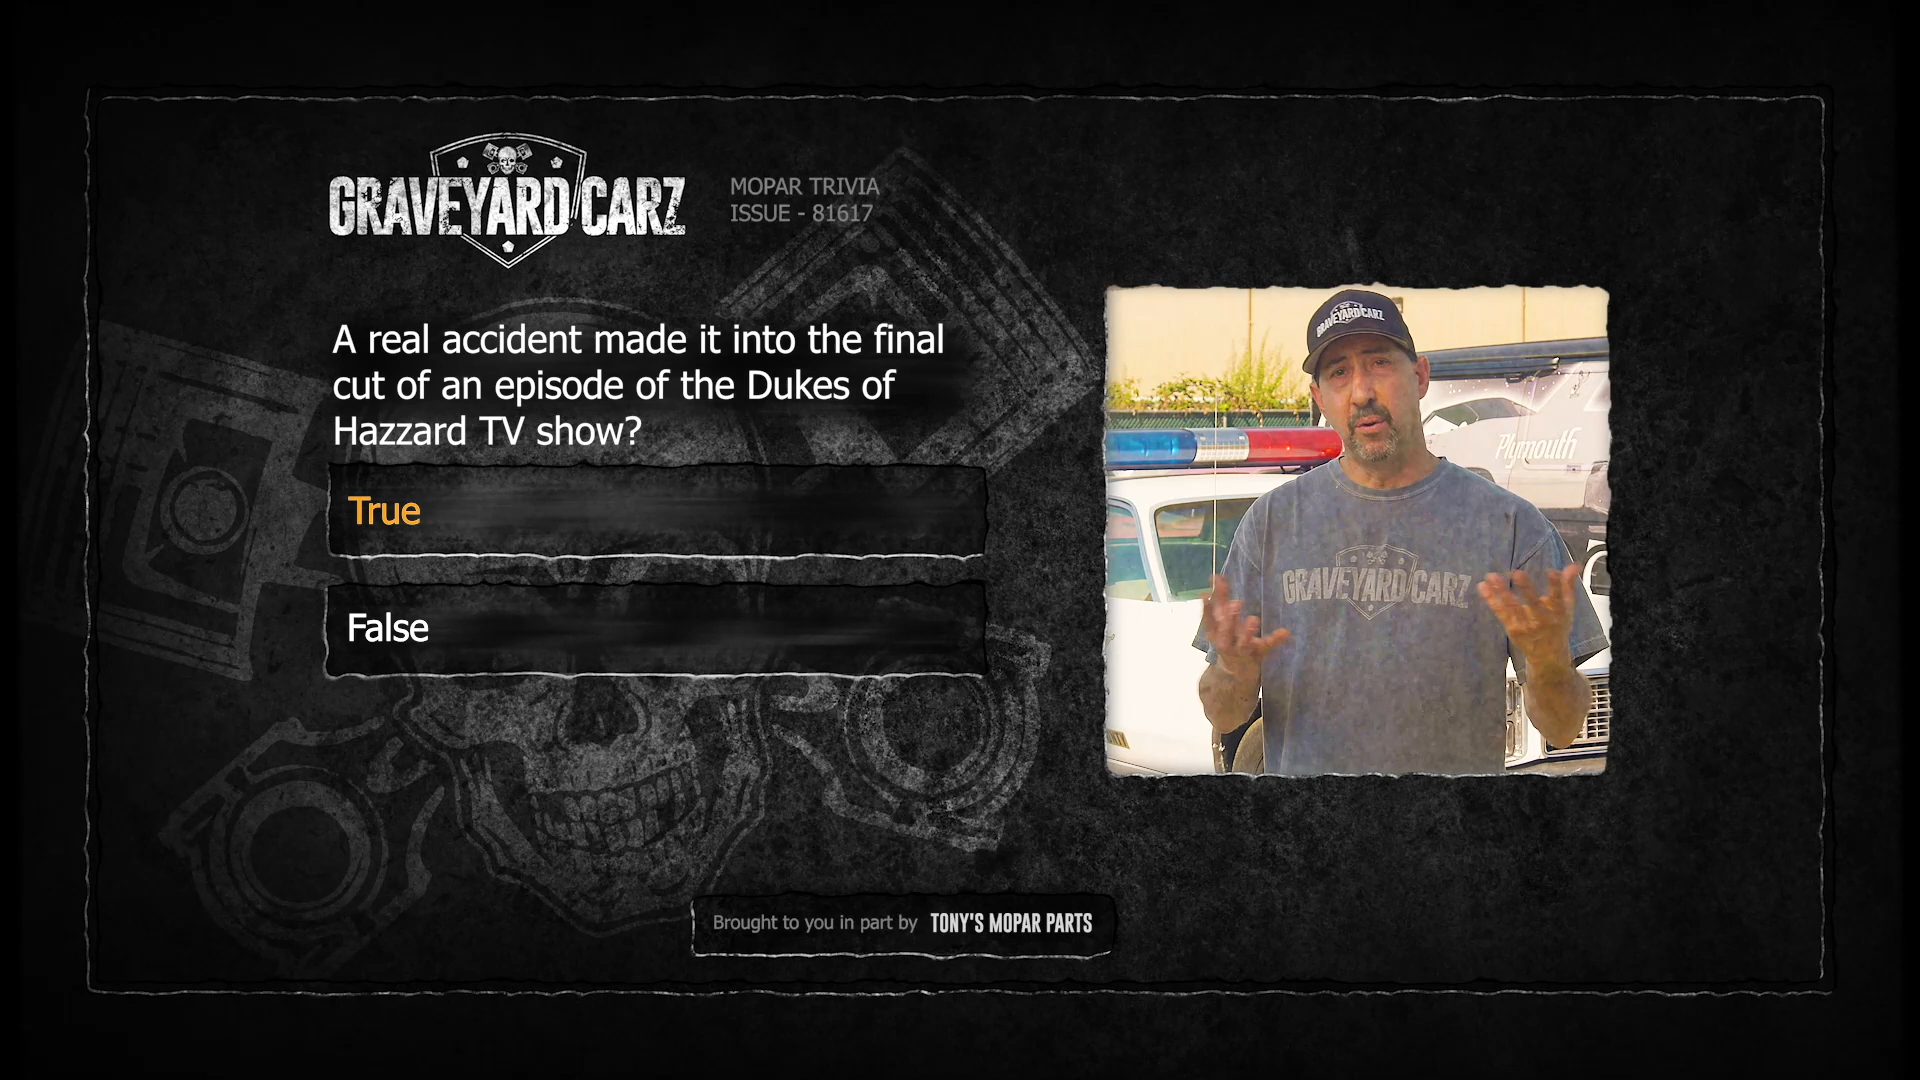 GRAVEYARD CARZ
MOPAR TRIVIA
ISSUE - 81617
A real accident made it into the final
cut of an episode of the Dukes of
Hazzard TV show?
True
False
GRAVEYARD CARZ
Plymouth
GRAVEYARD CARZ
Brought to you in part by TONY'S MOPAR PARTS